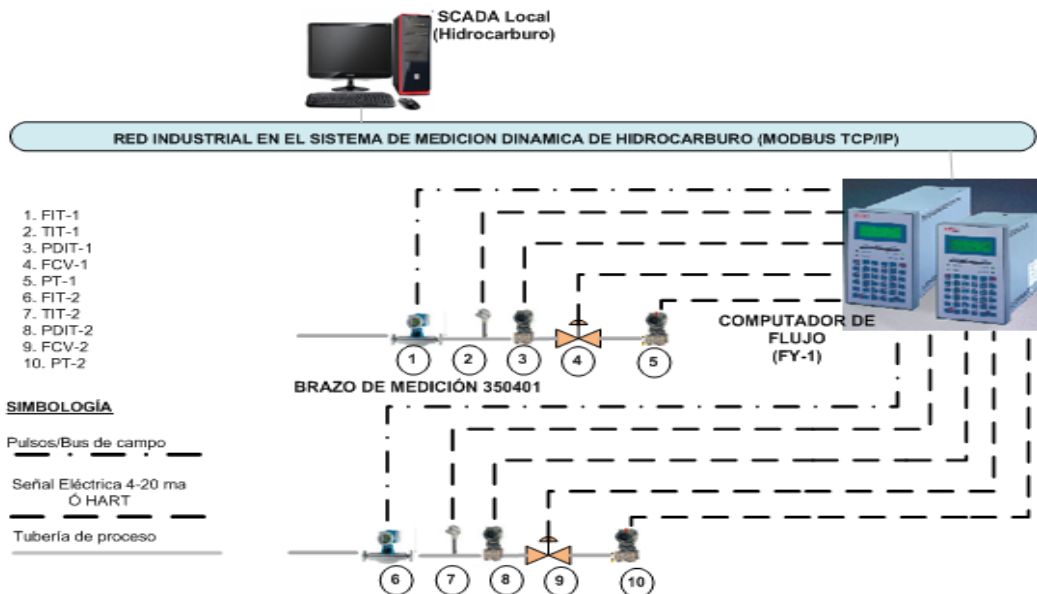 SCADA Local
(Hidrocarburo)
RED INDUSTRIAL EN EL SISTEMA DE MEDICION DINAMICA DE HIDROCARBURO (MODBUS TCP/IP)
1. FIT-1
2. TIT-1
3. PDIT-1
4. FCV-1
5. PT-1
6. FIT-2
7. TIT-2
8. PDIT-2
9. FCV-2
10. PT-2
COMPUTADOR DE
FLUJO
(FY-1)
1
2
3
4
5
BRAZO DE MEDICIÓN 350401
SIMBOLOGÍA
Pulsos/Bus de campo
Señal Eléctrica 4-20 ma
Ó HART
Tubería de proceso
6
7
8
9
10